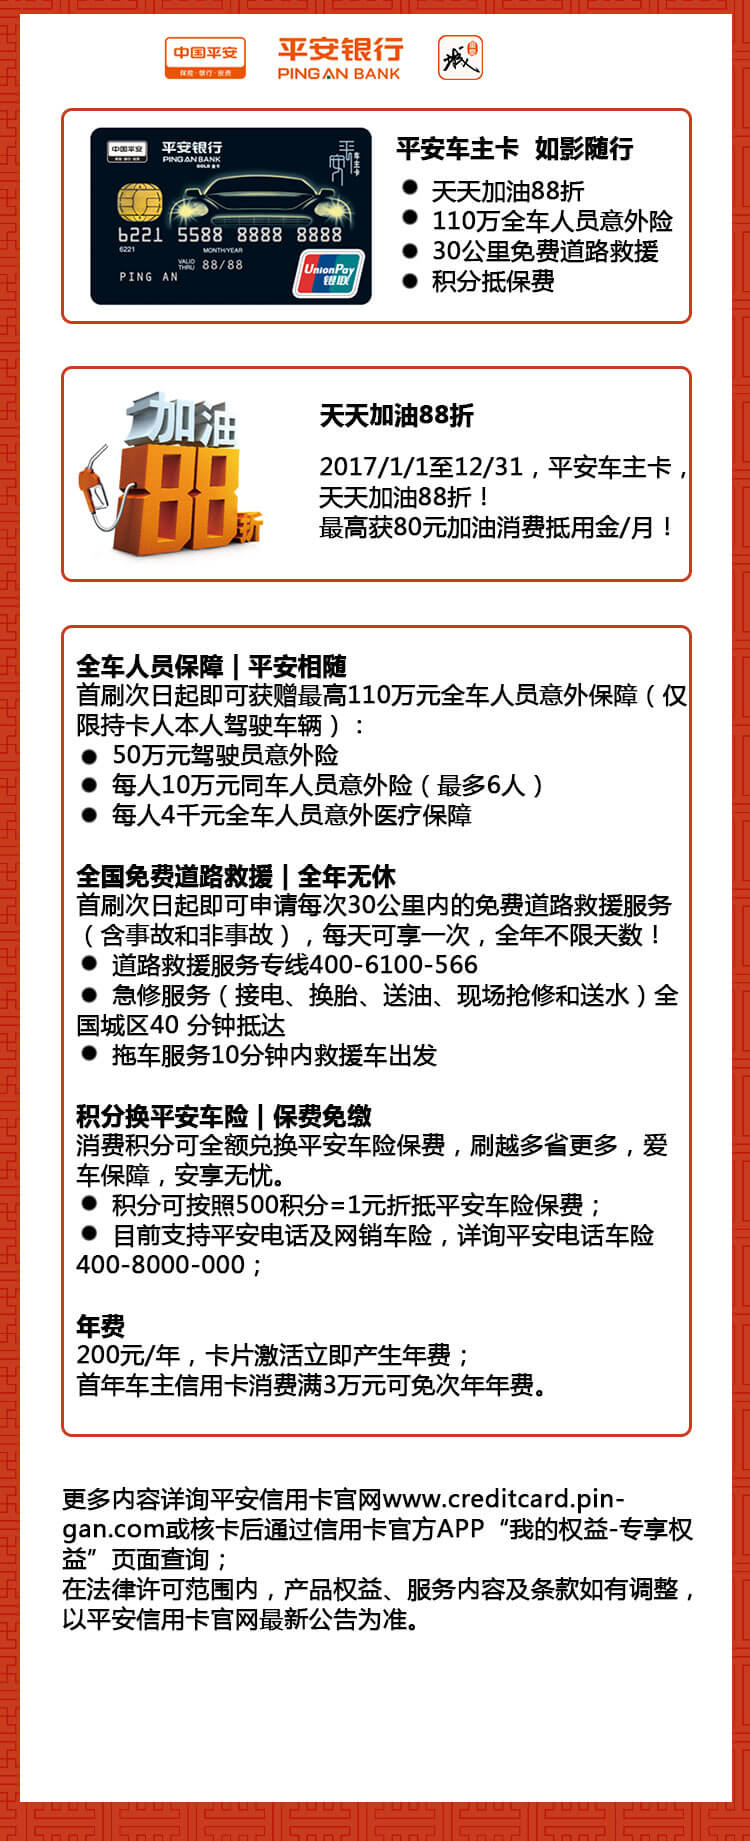 中国平安
保险·银行·投资
平安银行
PINGAN BANK
中国平安
保险·银行·投资
平安银行
PINGAN BANK
GOLD 金卡
平安
车主卡
6221 5588 8888 8888
6221
MONTH/YEAR
VALID THRU 88/88
PING AN
UnionPay
银联
平安车主卡 如影随行
● 天天加油88折
● 110万全车人员意外险
● 30公里免费道路救援
● 积分抵保费
加油
88折
天天加油88折
2017/1/1至12/31，平安车主卡，
天天加油88折！
最高获80元加油消费抵用金/月！
全车人员保障 | 平安相随
首刷次日起即可获赠最高110万元全车人员意外保障（仅
限持卡人本人驾驶车辆）：
● 50万元驾驶员意外险
● 每人10万元同车人员意外险（最多6人）
● 每人4千元全车人员意外医疗保障
全国免费道路救援 | 全年无休
首刷次日起即可申请每次30公里内的免费道路救援服务
（含事故和非事故），每天可享一次，全年不限天数！
● 道路救援服务专线400-6100-566
● 急修服务（接电、换胎、送油、现场抢修和送水）全
国城区40 分钟抵达
● 拖车服务10分钟内救援车出发
积分换平安车险 | 保费免缴
消费积分可全额兑换平安车险保费，刷越多省更多，爱
车保障，安享无忧。
● 积分可按照500积分=1元折抵平安车险保费；
● 目前支持平安电话及网销车险，详询平安电话车险
400-8000-000；
年费
200元/年，卡片激活立即产生年费；
首年车主信用卡消费满3万元可免次年年费。
更多内容详询平安信用卡官网www.creditcard.pin-
gan.com或核卡后通过信用卡官方APP“我的权益-专享权
益”页面查询；
在法律许可范围内，产品权益、服务内容及条款如有调整，
以平安信用卡官网最新公告为准。